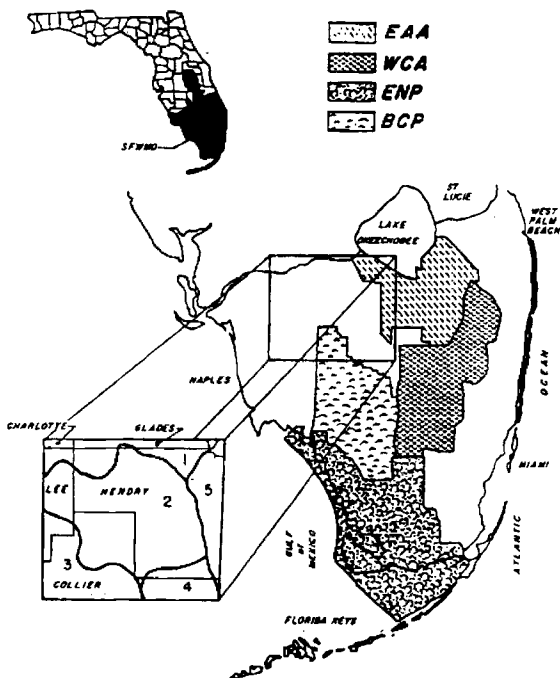 EAA
WCA
ENP
BCP
SFWMD
ST
LUCIE
LAKE
OKEECHOBEE
WEST
PALM
BEACH
NAPLES
OCEAN
CHARLOTTE
GLADES
1
LEE
HENDRY
2
5
MIAMI
3
COLLIER
4
GULF
OF
MEXICO
ATLANTIC
FLORIDA KEYS